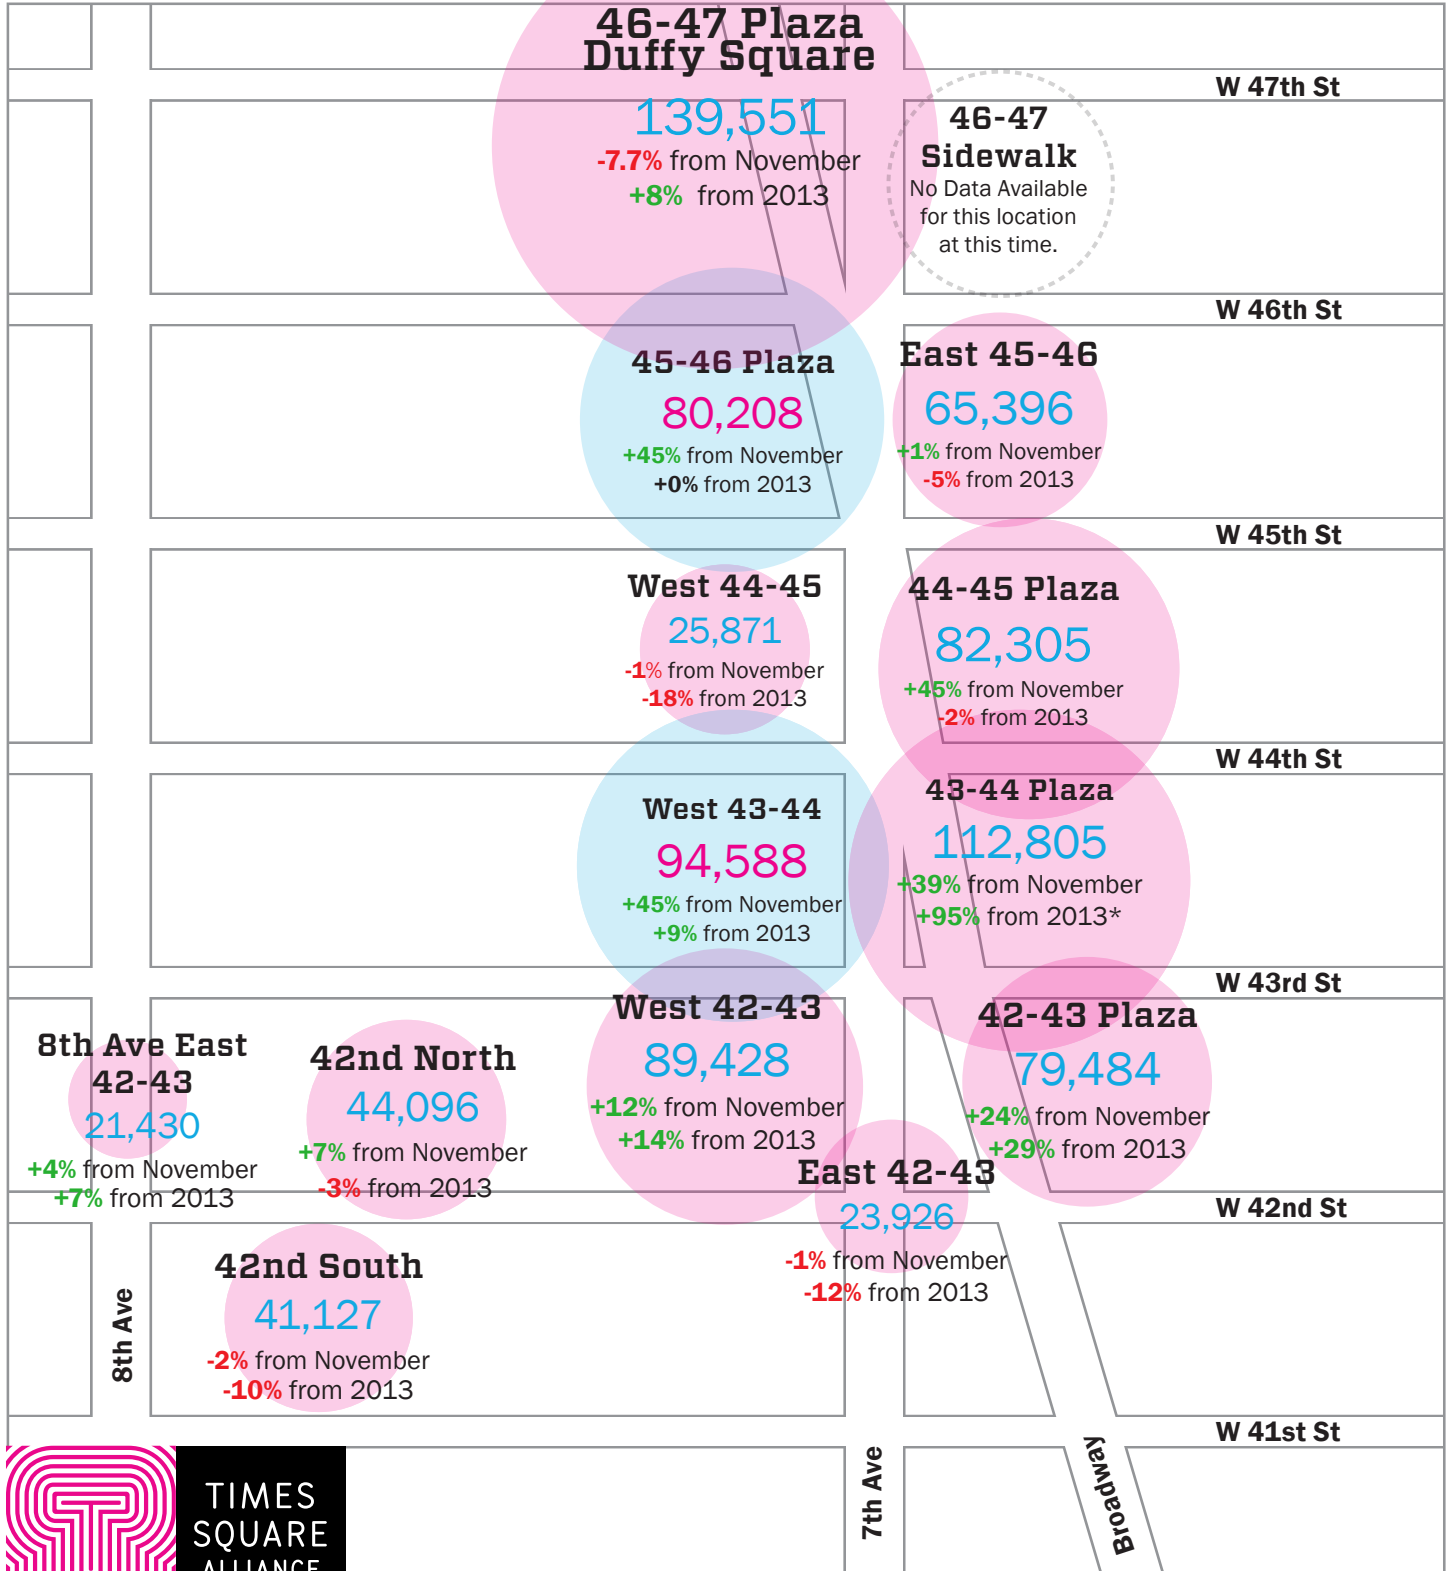 46-47 Plaza
Duffy Square
139,551
-7.7% from November
+8% from 2013
W 47th St
46-47
Sidewalk
No Data Available
for this location
at this time.
W 46th St
45-46 Plaza
80,208
+45% from November
+0% from 2013
East 45-46
65,396
+1% from November
-5% from 2013
W 45th St
West 44-45
25,871
-1% from November
-18% from 2013
44-45 Plaza
82,305
+45% from November
-2% from 2013
W 44th St
West 43-44
94,588
+45% from November
+9% from 2013
43-44 Plaza
112,805
+39% from November
+95% from 2013*
W 43rd St
8th Ave East
42-43
21,430
+4% from November
+7% from 2013
42nd North
44,096
+7% from November
-3% from 2013
West 42-43
89,428
+12% from November
+14% from 2013
42-43 Plaza
79,484
+24% from November
+29% from 2013
East 42-43
23,926
-1% from November
-12% from 2013
W 42nd St
42nd South
41,127
-2% from November
-10% from 2013
8th Ave
W 41st St
7th Ave
Broadway
TIMES
SQUARE
ALLIANCE